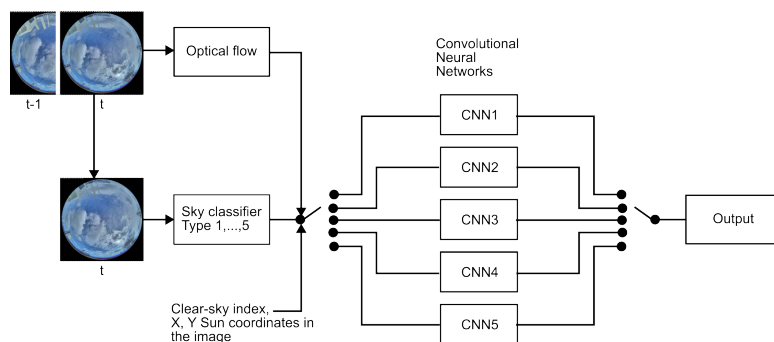 t-1
t
Optical flow
Convolutional
Neural
Networks
CNN1
CNN2
CNN3
CNN4
CNN5
t
Sky classifier
Type 1,...,5
Clear-sky index,
X, Y Sun coordinates in
the image
Output